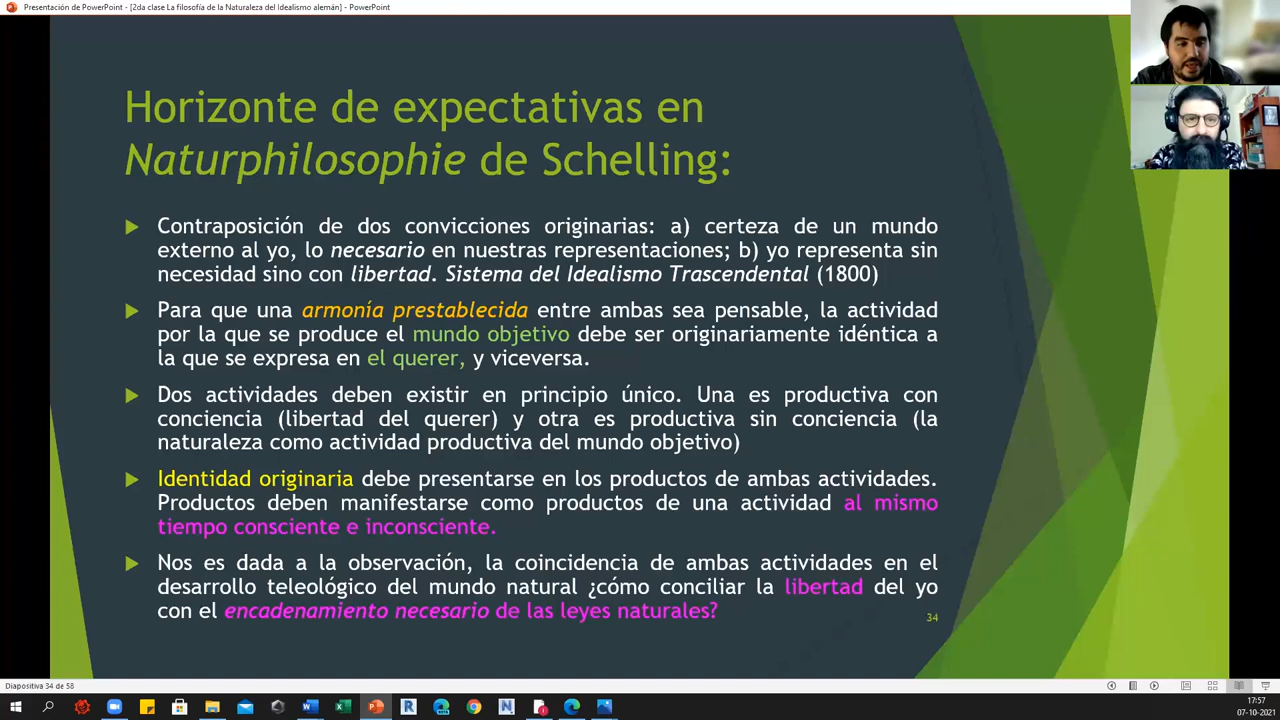 Presentación de PowerPoint - [2da clase La filosofía de la Naturaleza del Idealismo alemán] - PowerPoint
Horizonte de expectativas en
Naturphilosophie de Schelling:
Contraposición de dos convicciones originarias: a) certeza de un mundo
externo al yo, lo necesario en nuestras representaciones; b) yo representa sin
necesidad sino con libertad. Sistema del Idealismo Trascendental (1800)
Para que una armonía prestablecida entre ambas sea pensable, la actividad
por la que se produce el mundo objetivo debe ser originariamente idéntica a
la que se expresa en el querer, y viceversa.
Dos actividades deben existir en principio único. Una es productiva con
conciencia (libertad del querer) y otra es productiva sin conciencia (la
naturaleza como actividad productiva del mundo objetivo)
Identidad originaria debe presentarse en los productos de ambas actividades.
Productos deben manifestarse como productos de una actividad al mismo
tiempo consciente e inconsciente.
Nos es dada a la observación, la coincidencia de ambas actividades en el
desarrollo teleológico del mundo natural ¿cómo conciliar la libertad del yo
con el encadenamiento necesario de las leyes naturales?
34
Diapositiva 34 de 58
17:57
07-10-2021